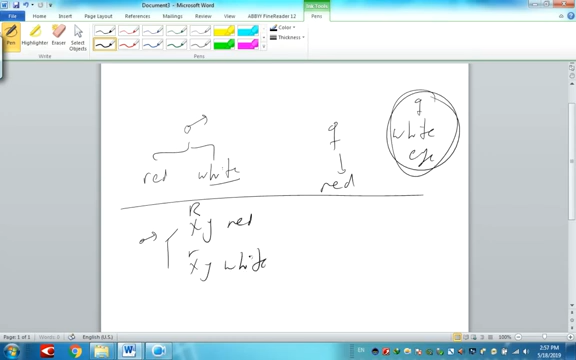 Document3 - Microsoft Word
Ink Tools
File
Home
Insert
Page Layout
References
Mailings
Review
View
ABBYY FineReader 12
Pens
Pen
Highlighter
Eraser
Select Objects
Color
Thickness
Write
Pens
♂
♀
♀
white
eye
red
white
red
R
♂
X y red
r
X y white
Page: 1 of 1
Words: 0
English (U.S.)
100%
EN
2:57 PM
5/18/2019